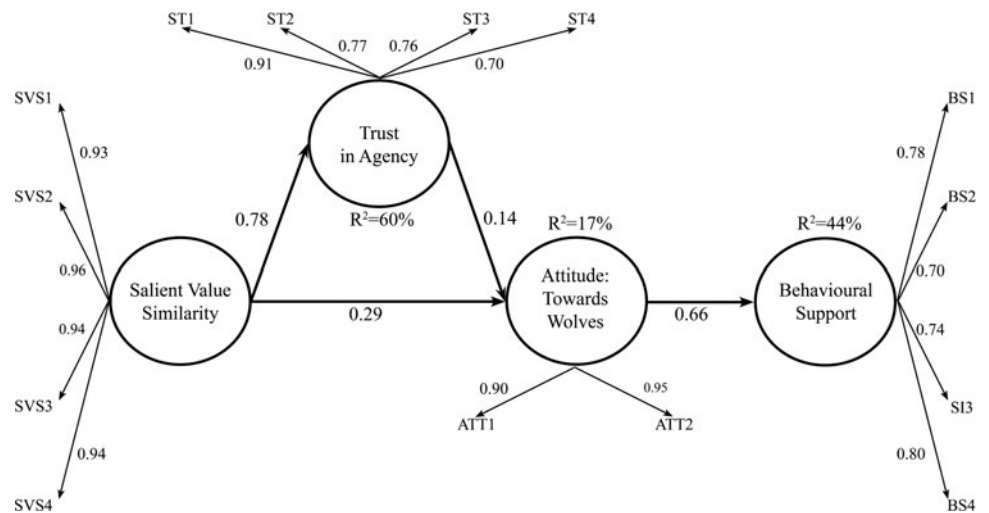 ST1
ST2
ST3
ST4
0.91
0.77
0.76
0.70
SVS1
SVS2
SVS3
SVS4
0.93
0.96
0.94
0.94
Trust
in Agency
R²=60%
0.78
0.14
Salient Value
Similarity
0.29
R²=17%
Attitude:
Towards
Wolves
0.90
0.95
ATT1
ATT2
0.66
R²=44%
Behavioural
Support
BS1
BS2
SI3
BS4
0.78
0.70
0.74
0.80